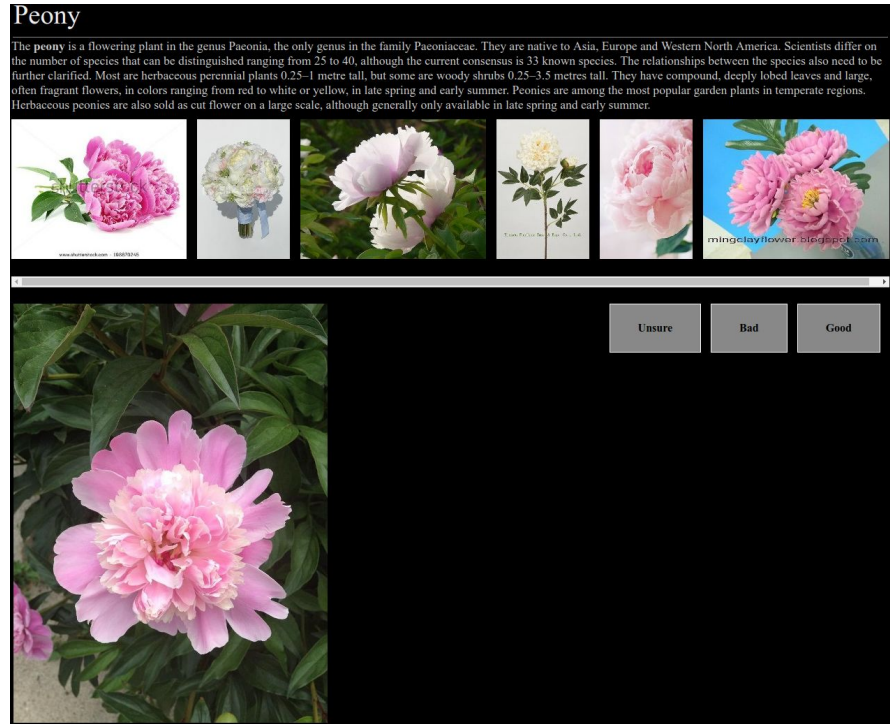 Peony
The peony is a flowering plant in the genus Paeonia, the only genus in the family Paeoniaceae. They are native to Asia, Europe and Western North America. Scientists differ on
the number of species that can be distinguished ranging from 25 to 40, although the current consensus is 33 known species. The relationships between the species also need to be
further clarified. Most are herbaceous perennial plants 0.25–1 metre tall, but some are woody shrubs 0.25–3.5 metres tall. They have compound, deeply lobed leaves and large,
often fragrant flowers, in colors ranging from red to white or yellow, in late spring and early summer. Peonies are among the most popular garden plants in temperate regions.
Herbaceous peonies are also sold as cut flower on a large scale, although generally only available in late spring and early summer.
shutterstock
mingclayflower.blogspot.com
Unsure Bad Good